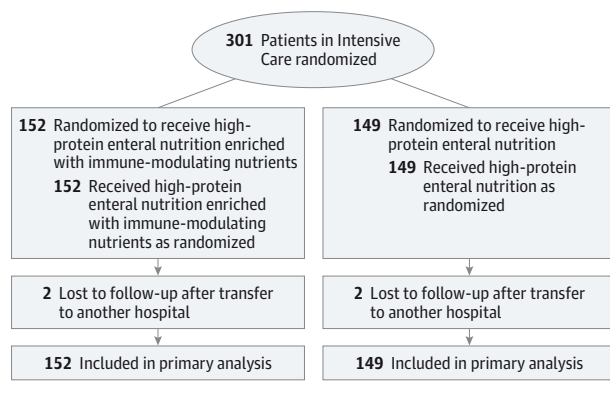 301 Patients in Intensive
Care randomized
152 Randomized to receive high-
protein enteral nutrition enriched
with immune-modulating nutrients
152 Received high-protein
enteral nutrition enriched
with immune-modulating
nutrients as randomized
149 Randomized to receive high-
protein enteral nutrition
149 Received high-protein
enteral nutrition as
randomized
2 Lost to follow-up after transfer
to another hospital
2 Lost to follow-up after transfer
to another hospital
152 Included in primary analysis
149 Included in primary analysis